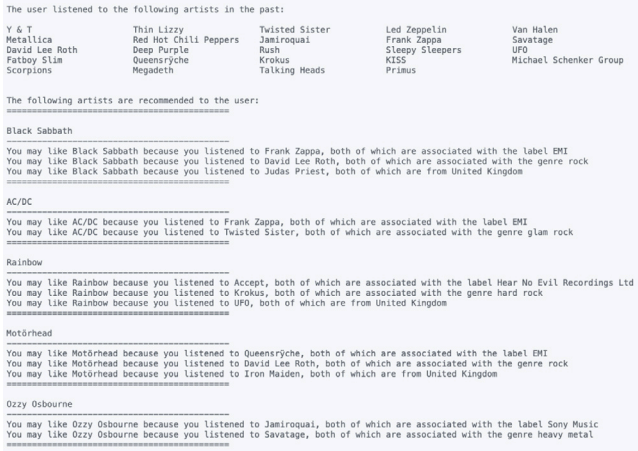 The user listened to the following artists in the past:
Y & T Thin Lizzy Twisted Sister Led Zeppelin Van Halen
Metallica Red Hot Chili Peppers Jamiroquai Frank Zappa Savatage
David Lee Roth Deep Purple Rush Sleepy Sleepers UFO
Fatboy Slim Queensrÿche Krokus KISS Michael Schenker Group
Scorpions Megadeth Talking Heads Primus
The following artists are recommended to the user:
===========================================
Black Sabbath
-------------------------------------------
You may like Black Sabbath because you listened to Frank Zappa, both of which are associated with the label EMI
You may like Black Sabbath because you listened to David Lee Roth, both of which are associated with the genre rock
You may like Black Sabbath because you listened to Judas Priest, both of which are from United Kingdom
===========================================
AC/DC
-------------------------------------------
You may like AC/DC because you listened to Frank Zappa, both of which are associated with the label EMI
You may like AC/DC because you listened to Twisted Sister, both of which are associated with the genre glam rock
===========================================
Rainbow
-------------------------------------------
You may like Rainbow because you listened to Accept, both of which are associated with the label Hear No Evil Recordings Ltd
You may like Rainbow because you listened to Krokus, both of which are associated with the genre hard rock
You may like Rainbow because you listened to UFO, both of which are from United Kingdom
===========================================
Motörhead
-------------------------------------------
You may like Motörhead because you listened to Queensrÿche, both of which are associated with the label EMI
You may like Motörhead because you listened to David Lee Roth, both of which are associated with the genre rock
You may like Motörhead because you listened to Iron Maiden, both of which are from United Kingdom
===========================================
Ozzy Osbourne
-------------------------------------------
You may like Ozzy Osbourne because you listened to Jamiroquai, both of which are associated with the label Sony Music
You may like Ozzy Osbourne because you listened to Savatage, both of which are associated with the genre heavy metal
===========================================